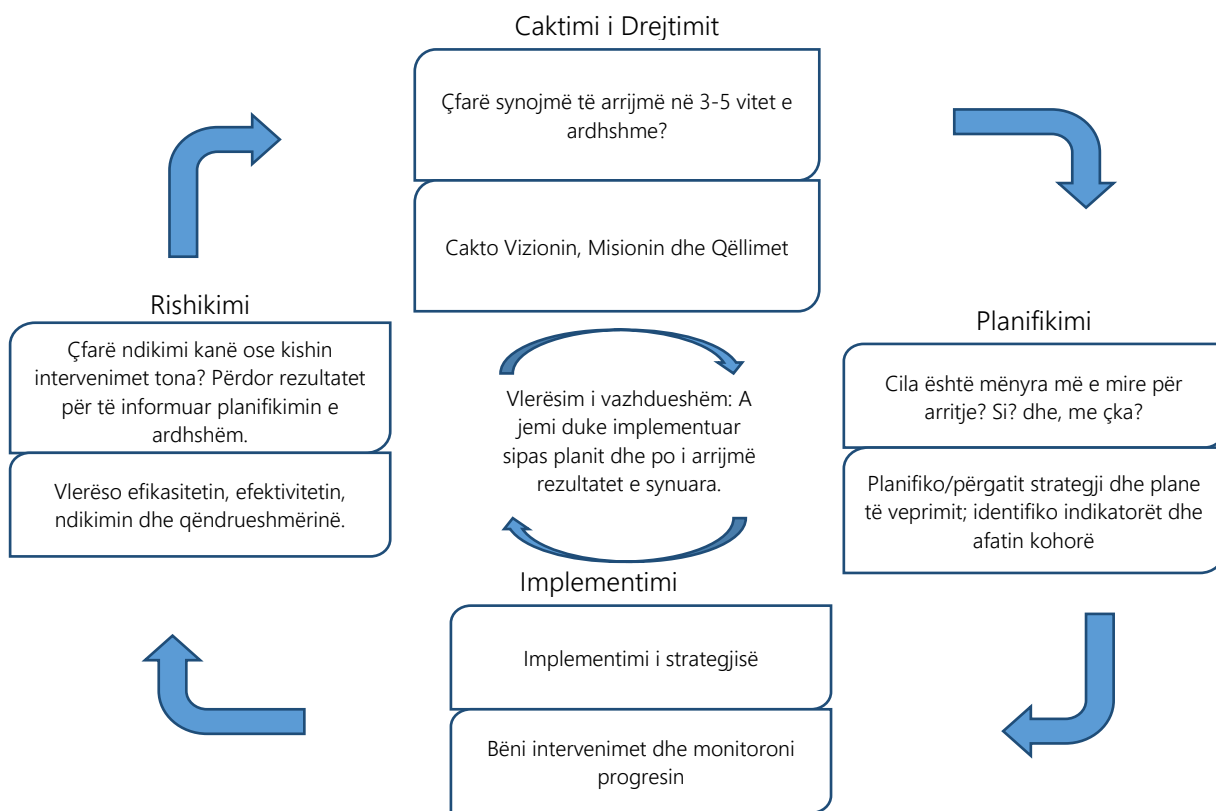 Caktimi i Drejtimit
Çfarë synojmë të arrijmë në 3-5 vitet e
ardhshme?
Cakto Vizionin, Misionin dhe Qëllimet
Rishikimi
Çfarë ndikimi kanë ose kishin
intervenimet tona? Përdor rezultatet
për të informuar planifikimin e
ardhshëm.
Vlerëso efikasitetin, efektivitetin,
ndikimin dhe qëndrueshmërinë.
Vlerësim i vazhdueshëm: A
jemi duke implementuar
sipas planit dhe po i arrijmë
rezultatet e synuara.
Planifikimi
Cila është mënyra më e mire për
arritje? Si? dhe, me çka?
Planifiko/përgatit strategji dhe plane
të veprimit; identifiko indikatorët dhe
afatin kohorë
Implementimi
Implementimi i strategjisë
Bëni intervenimet dhe monitoroni
progresin